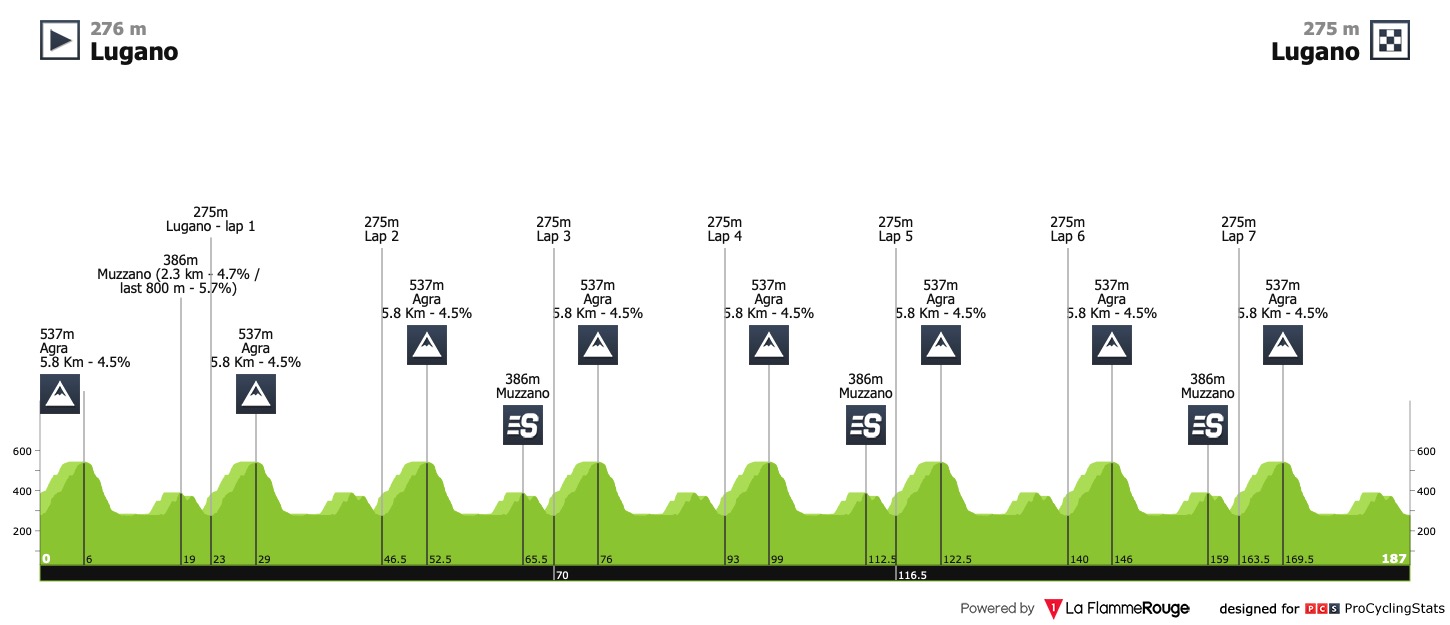 276 m
Lugano
275 m
Lugano
275m
Lugano - lap 1
275m
Lap 2
275m
Lap 3
275m
Lap 4
275m
Lap 5
275m
Lap 6
275m
Lap 7
386m
Muzzano (2.3 km - 4.7% /
last 800 m - 5.7%)
537m
Agra
5.8 Km - 4.5%
537m
Agra
5.8 Km - 4.5%
537m
Agra
5.8 Km - 4.5%
537m
Agra
5.8 Km - 4.5%
537m
Agra
5.8 Km - 4.5%
537m
Agra
5.8 Km - 4.5%
537m
Agra
5.8 Km - 4.5%
537m
Agra
5.8 Km - 4.5%
386m
Muzzano
S
386m
Muzzano
S
386m
Muzzano
S
600
400
200
600
400
200
0 6 19 23 29 46.5 52.5 65.5 76 93 99 112.5 122.5 140 146 159 163.5 169.5 187
70 116.5
Powered by 1 La FlammeRouge designed for PCS ProCyclingStats